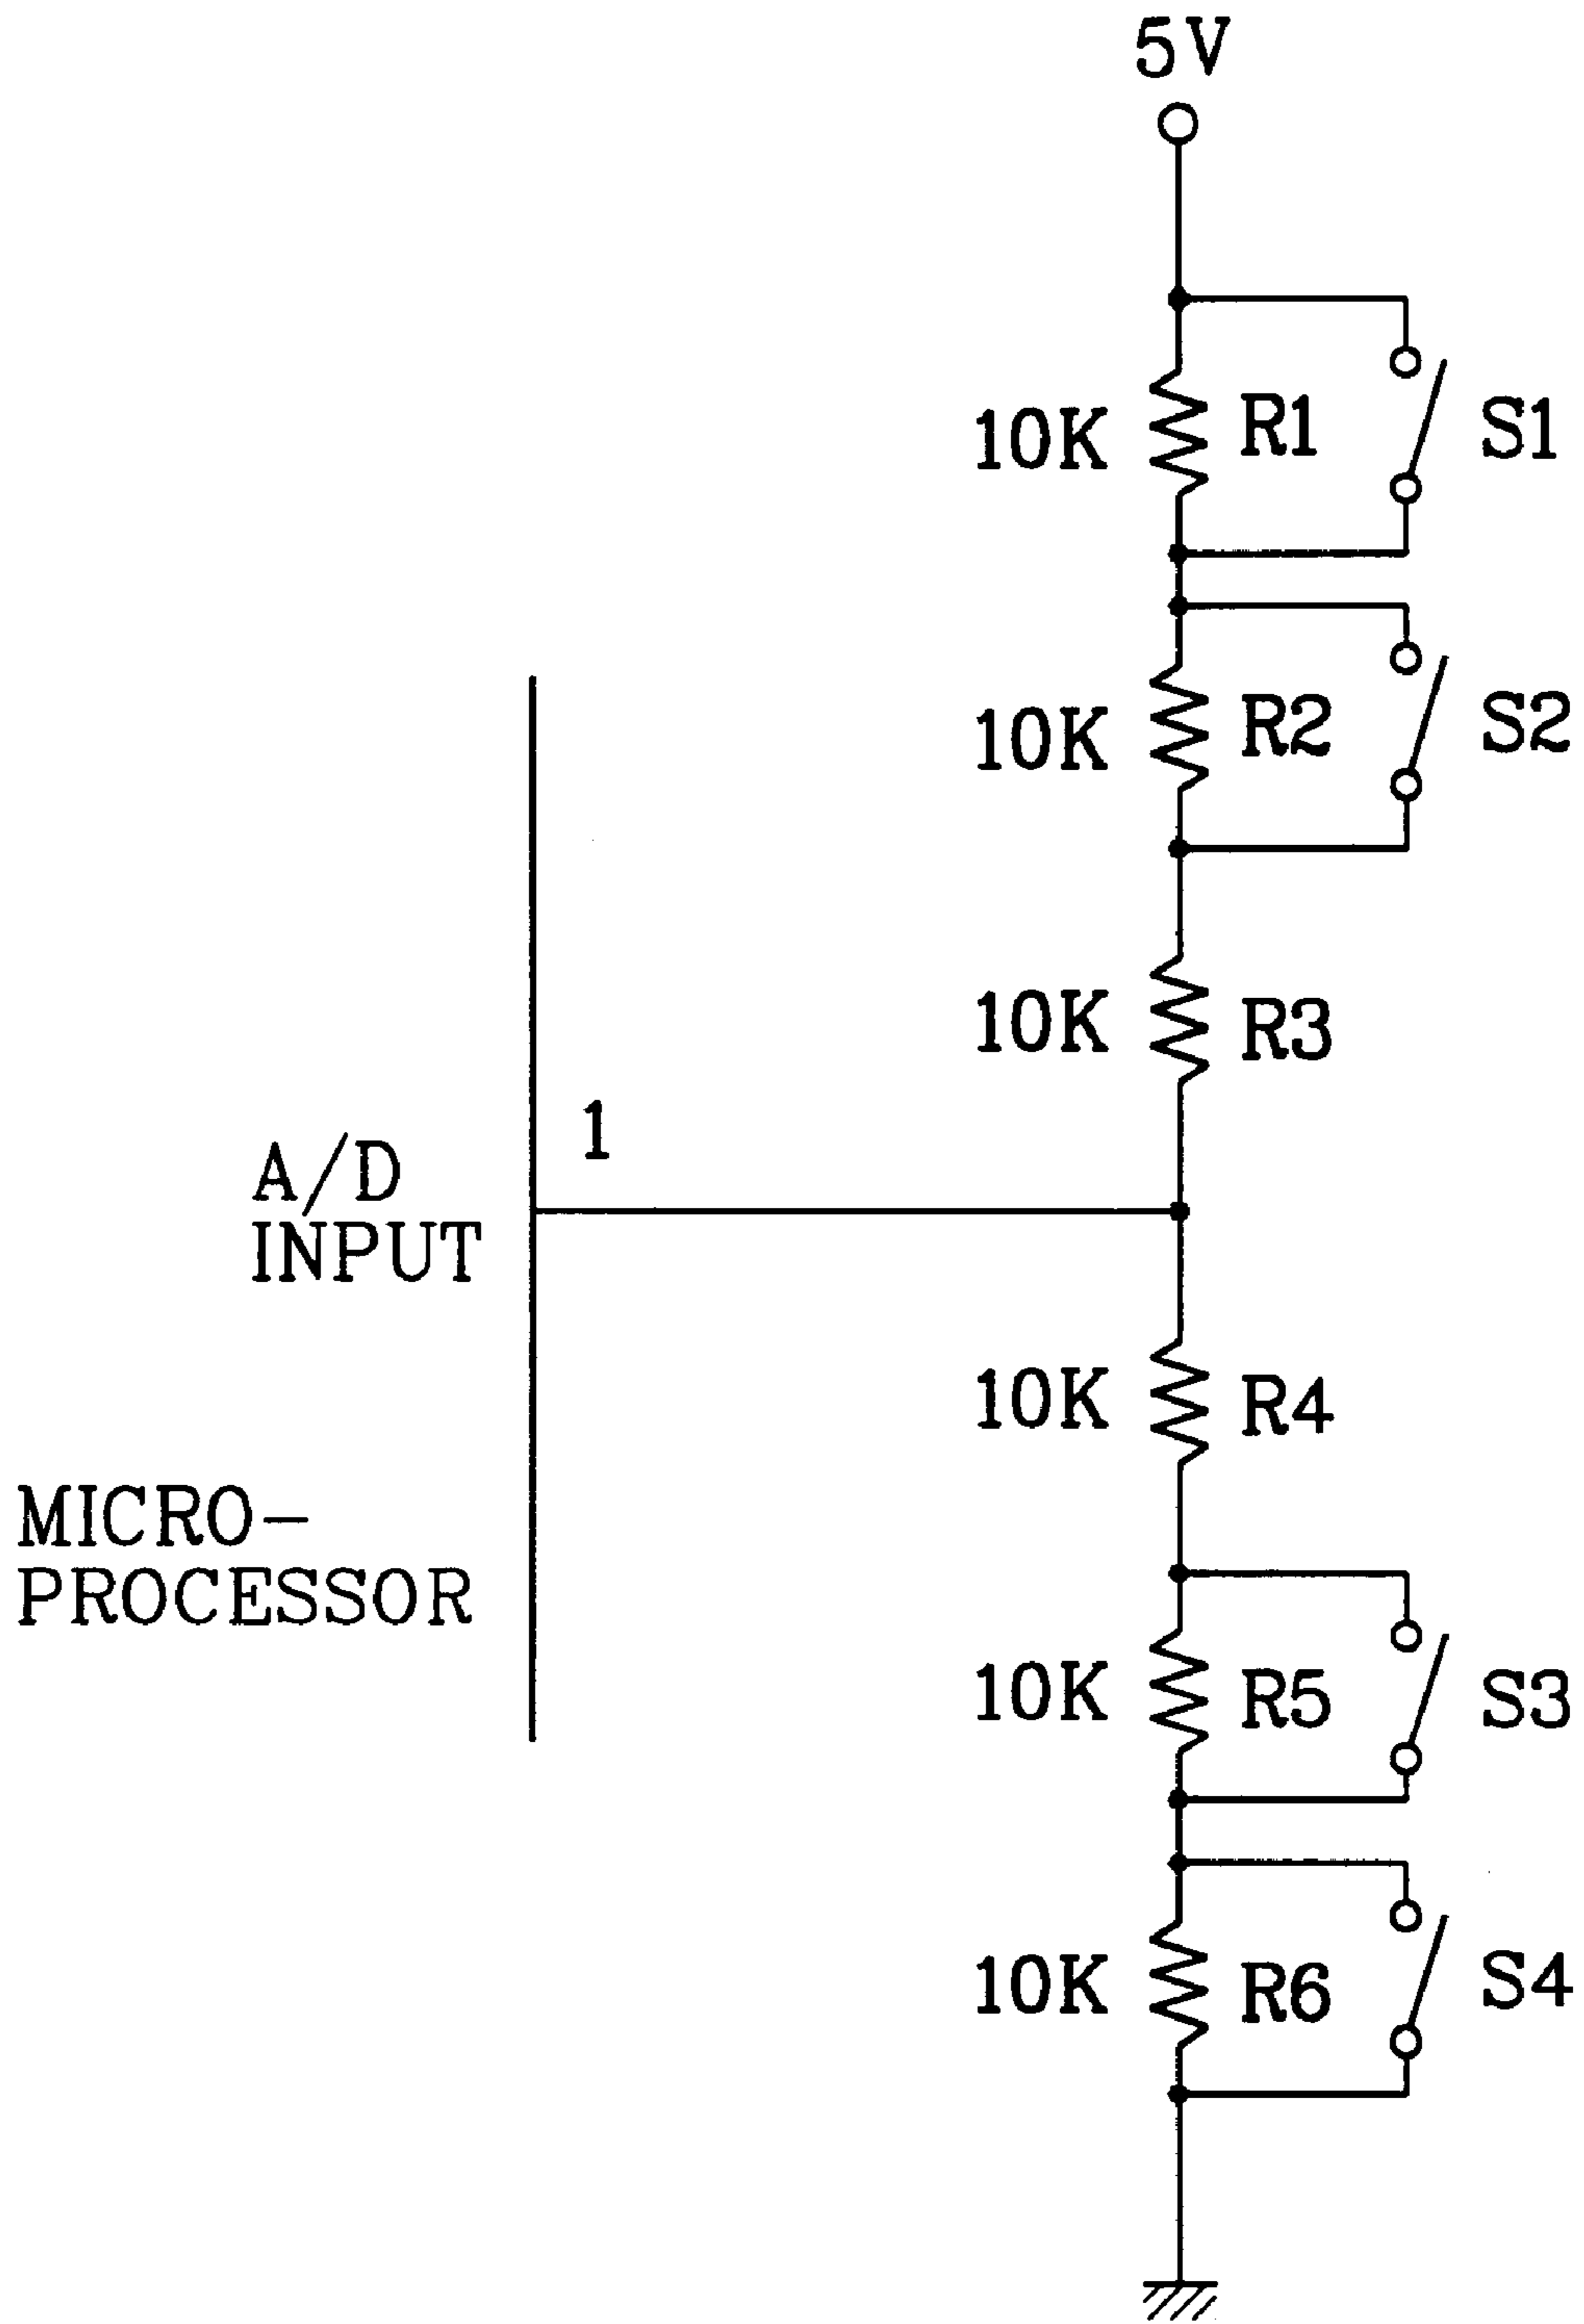 5V
10K R1 S1
10K R2 S2
10K R3
1
A/D
INPUT
10K R4
MICRO-
PROCESSOR
10K R5 S3
10K R6 S4